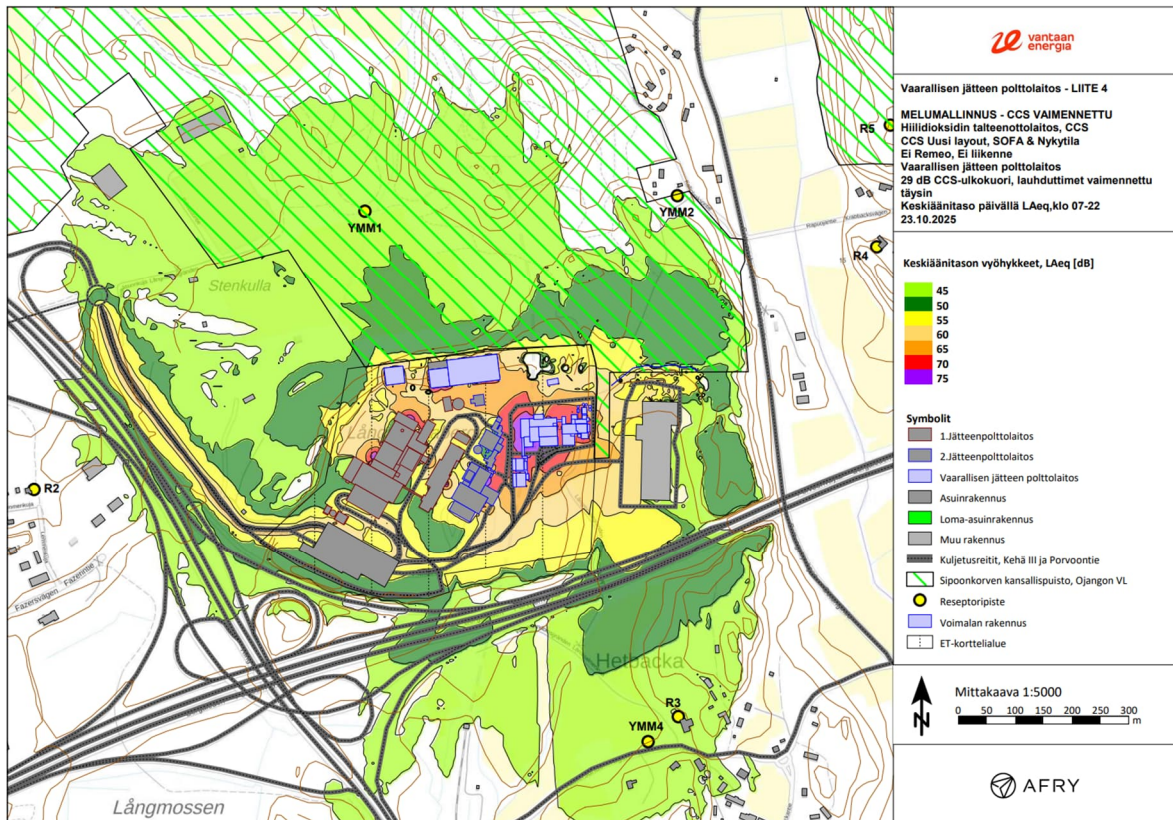 vantaan
energia
Vaarallisen jätteen polttolaitos - LIITE 4
MELUMALLINNUS - CCS VAIMENNETTU
Hiilidioksidin talteenottolaitos, CCS
CCS Uusi layout, SOFA & Nykytila
Ei Remeo, Ei liikenne
Vaarallisen jätteen polttolaitos
29 dB CCS-ulkokuori, lauhduttimet vaimennettu
täysin
Keskiäänitaso päivällä LAeq,klo 07-22
23.10.2025
Keskiäänitason vyöhykkeet, LAeq [dB]
45
50
55
60
65
70
75
Symbolit
1.Jätteenpolttolaitos
2.Jätteenpolttolaitos
Vaarallisen jätteen polttolaitos
Asuinrakennus
Loma-asuinrakennus
Muu rakennus
Kuljetusreitit, Kehä III ja Porvoontie
Sipoonkorven kansallispuisto, Ojangon VL
Reseptoripiste
Voimalan rakennus
ET-korttelialue
N
Mittakaava 1:5000
0 50 100 150 200 250 300
m
AFRY
R5
YMM1
YMM2
R4
Stenkulla
R2
Fazerintie
Fazersvägen
Hetbacka
R3
YMM4
Långmossen